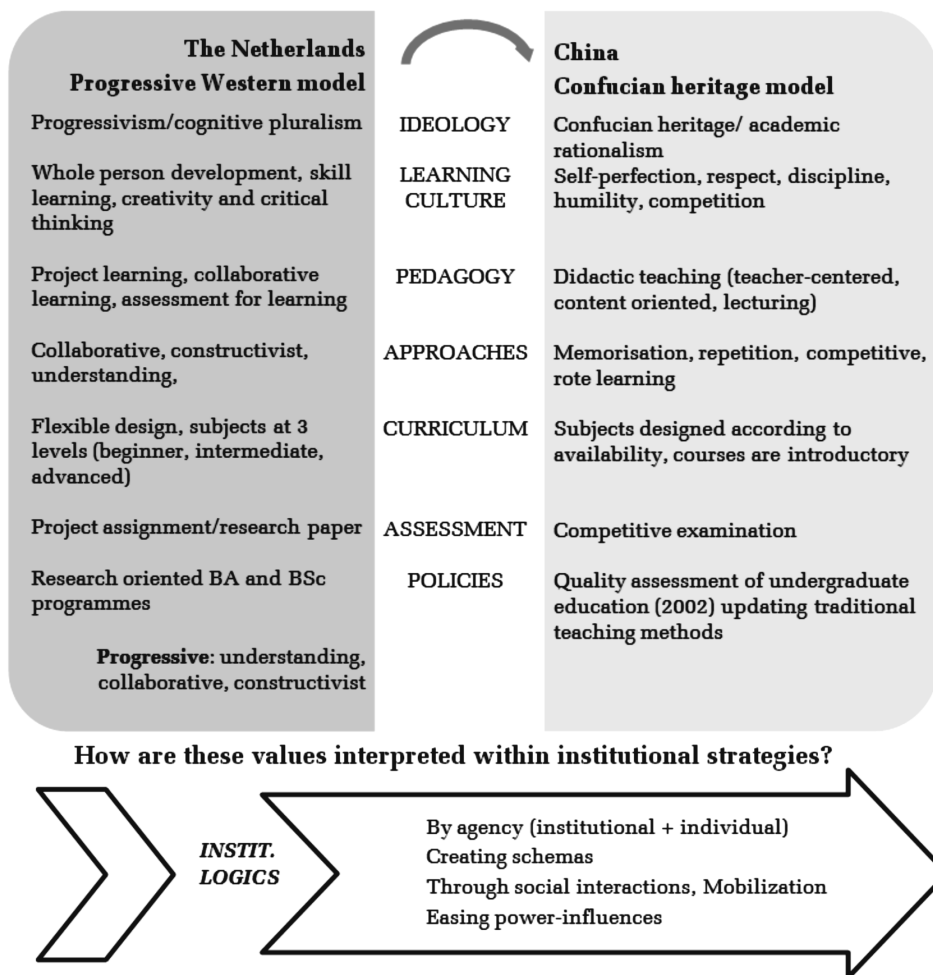 The Netherlands
Progressive Western model
China
Confucian heritage model
Progressivism/cognitive pluralism
IDEOLOGY
Confucian heritage/ academic
rationalism
Whole person development, skill
learning, creativity and critical
thinking
LEARNING
CULTURE
Self-perfection, respect, discipline,
humility, competition
Project learning, collaborative
learning, assessment for learning
PEDAGOGY
Didactic teaching (teacher-centered,
content oriented, lecturing)
Collaborative, constructivist,
understanding,
APPROACHES
Memorisation, repetition, competitive,
rote learning
Flexible design, subjects at 3
levels (beginner, intermediate,
advanced)
CURRICULUM
Subjects designed according to
availability, courses are introductory
Project assignment/research paper
ASSESSMENT
Competitive examination
Research oriented BA and BSc
programmes
POLICIES
Quality assessment of undergraduate
education (2002) updating traditional
teaching methods
Progressive: understanding,
collaborative, constructivist
How are these values interpreted within institutional strategies?
INSTIT.
LOGICS
By agency (institutional + individual)
Creating schemas
Through social interactions, Mobilization
Easing power-influences